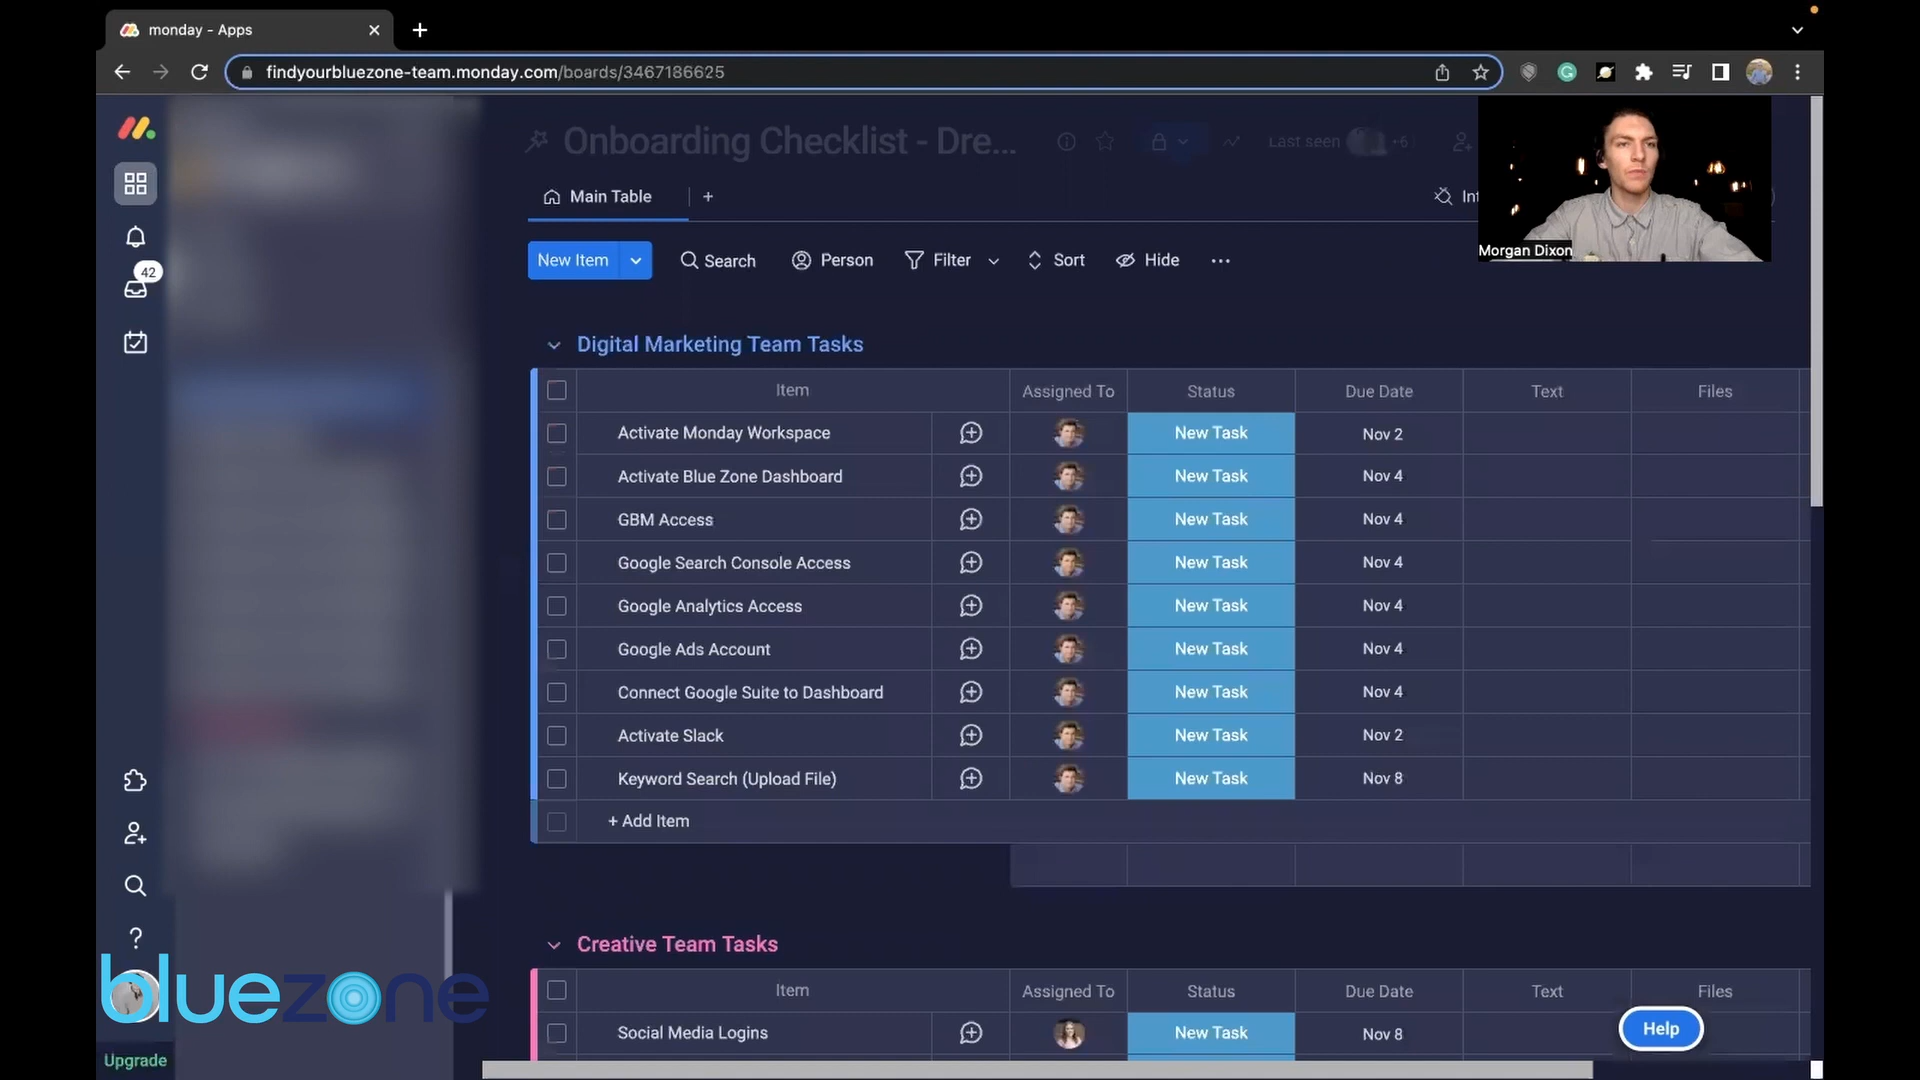 monday - Apps
findyourbluezone-team.monday.com/boards/3467186625
Onboarding Checklist - Dre...
Last seen
+6
Main Table
+
Int
Morgan Dixon
New Item
Search
Person
Filter
Sort
Hide
42
Digital Marketing Team Tasks
Item Assigned To Status Due Date Text Files
Activate Monday Workspace New Task Nov 2
Activate Blue Zone Dashboard New Task Nov 4
GBM Access New Task Nov 4
Google Search Console Access New Task Nov 4
Google Analytics Access New Task Nov 4
Google Ads Account New Task Nov 4
Connect Google Suite to Dashboard New Task Nov 4
Activate Slack New Task Nov 2
Keyword Search (Upload File) New Task Nov 8
+ Add Item
Creative Team Tasks
Item Assigned To Status Due Date Text Files
Social Media Logins New Task Nov 8
bluezone
Help
Upgrade